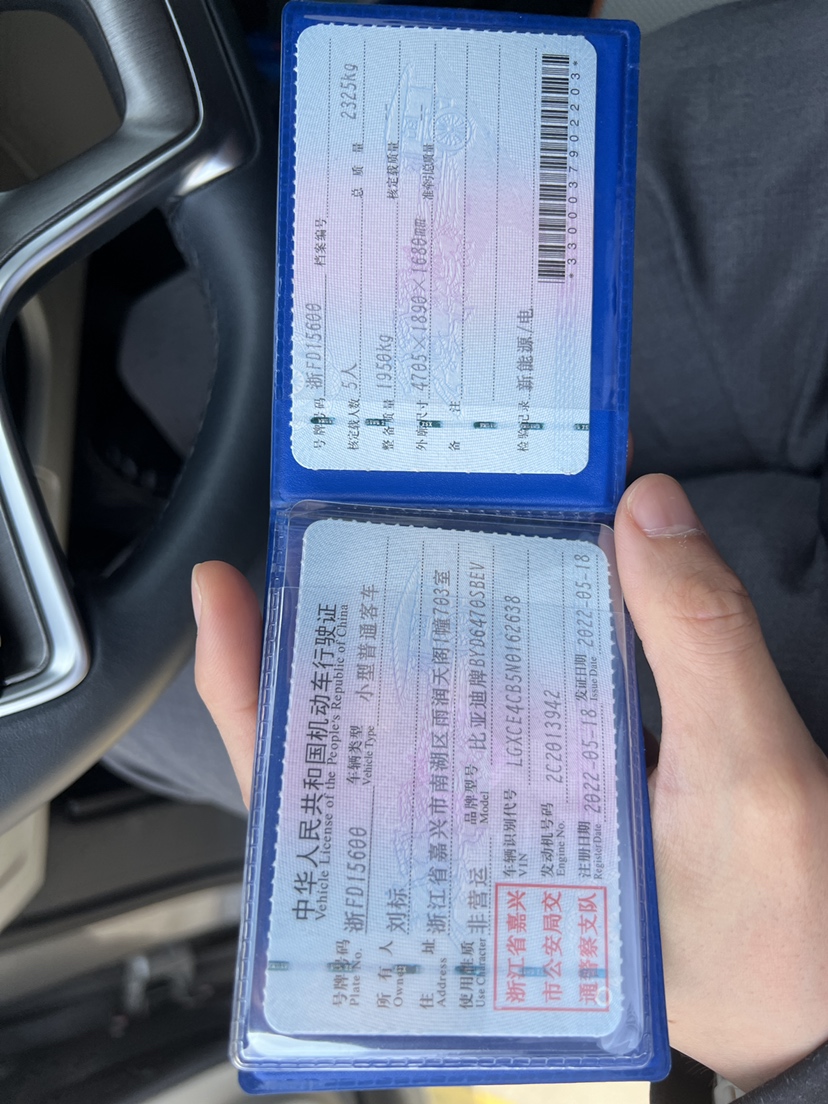 中华人民共和国机动车行驶证
Vehicle License of the People's Republic of China
号牌号码 浙FD15600 车辆类型 小型普通客车
Plate No. Vehicle Type
所有人 刘标
Owner
住址 浙江省嘉兴市南湖区雨润天阁1幢703室
Address
使用性质 非营运 品牌型号 比亚迪牌BYD6470SBEV
Use Character Model
浙江省嘉兴
市公安局交
通警察支队
车辆识别代号 LGXCE4CB5N0162638
VIN
发动机号码 2C2013942
Engine No.
注册日期 2022-05-18 发证日期 2022-05-18
Register Date Issue Date
号牌号码 浙FD15600 档案编号
核定载人数 5人 总质量 2325kg
整备质量 1950kg 核定载质量
外廓尺寸 4705×1890×1680mm 准牵引总质量
备注
检验记录 新能源/电
*3300037902203*